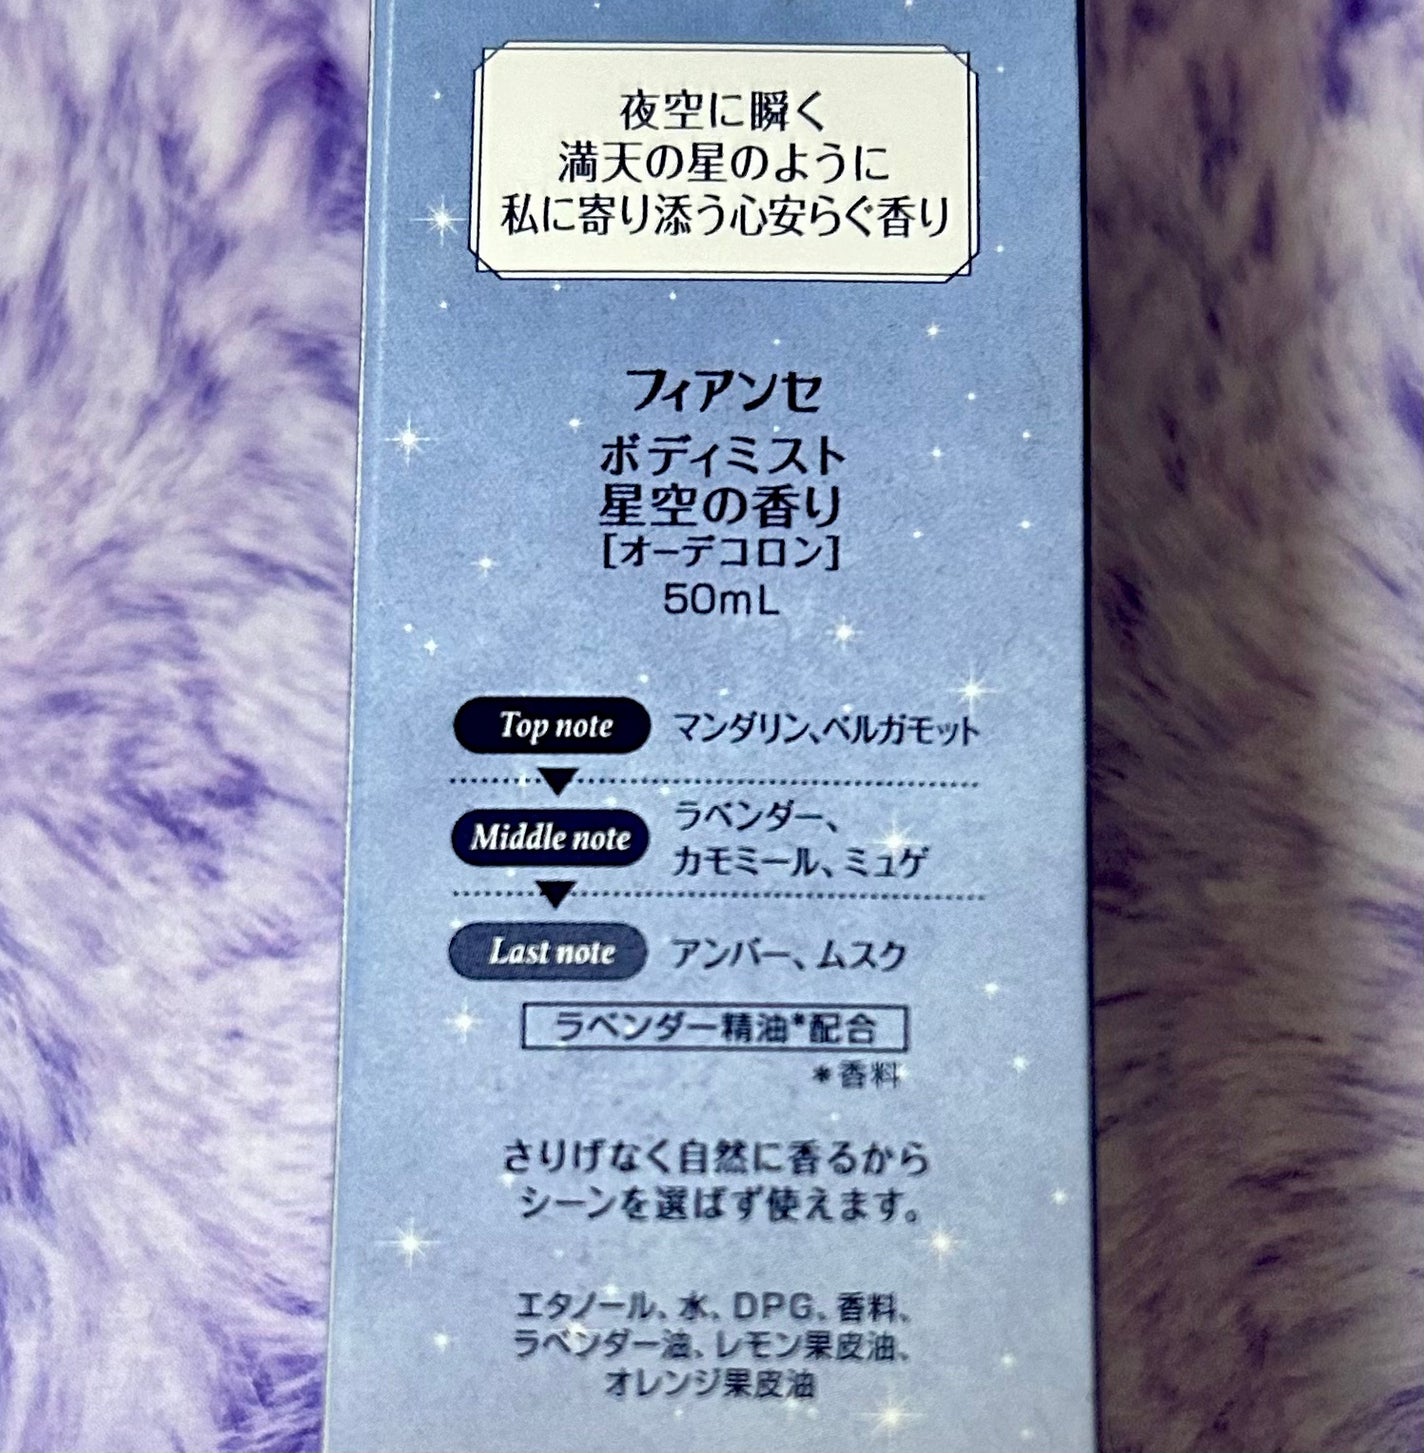 夜空に瞬く
満天の星のように
私に寄り添う心安らぐ香り
フィアンセ
ボディミスト
星空の香り
[オーデコロン]
50mL
Top note マンダリン、ベルガモット
Middle note ラベンダー、
カモミール、ミュゲ
Last note アンバー、ムスク
ラベンダー精油*配合
*香料
さりげなく自然に香るから
シーンを選ばず使えます。
エタノール、水、DPG、香料、
ラベンダー油、レモン果皮油、
オレンジ果皮油